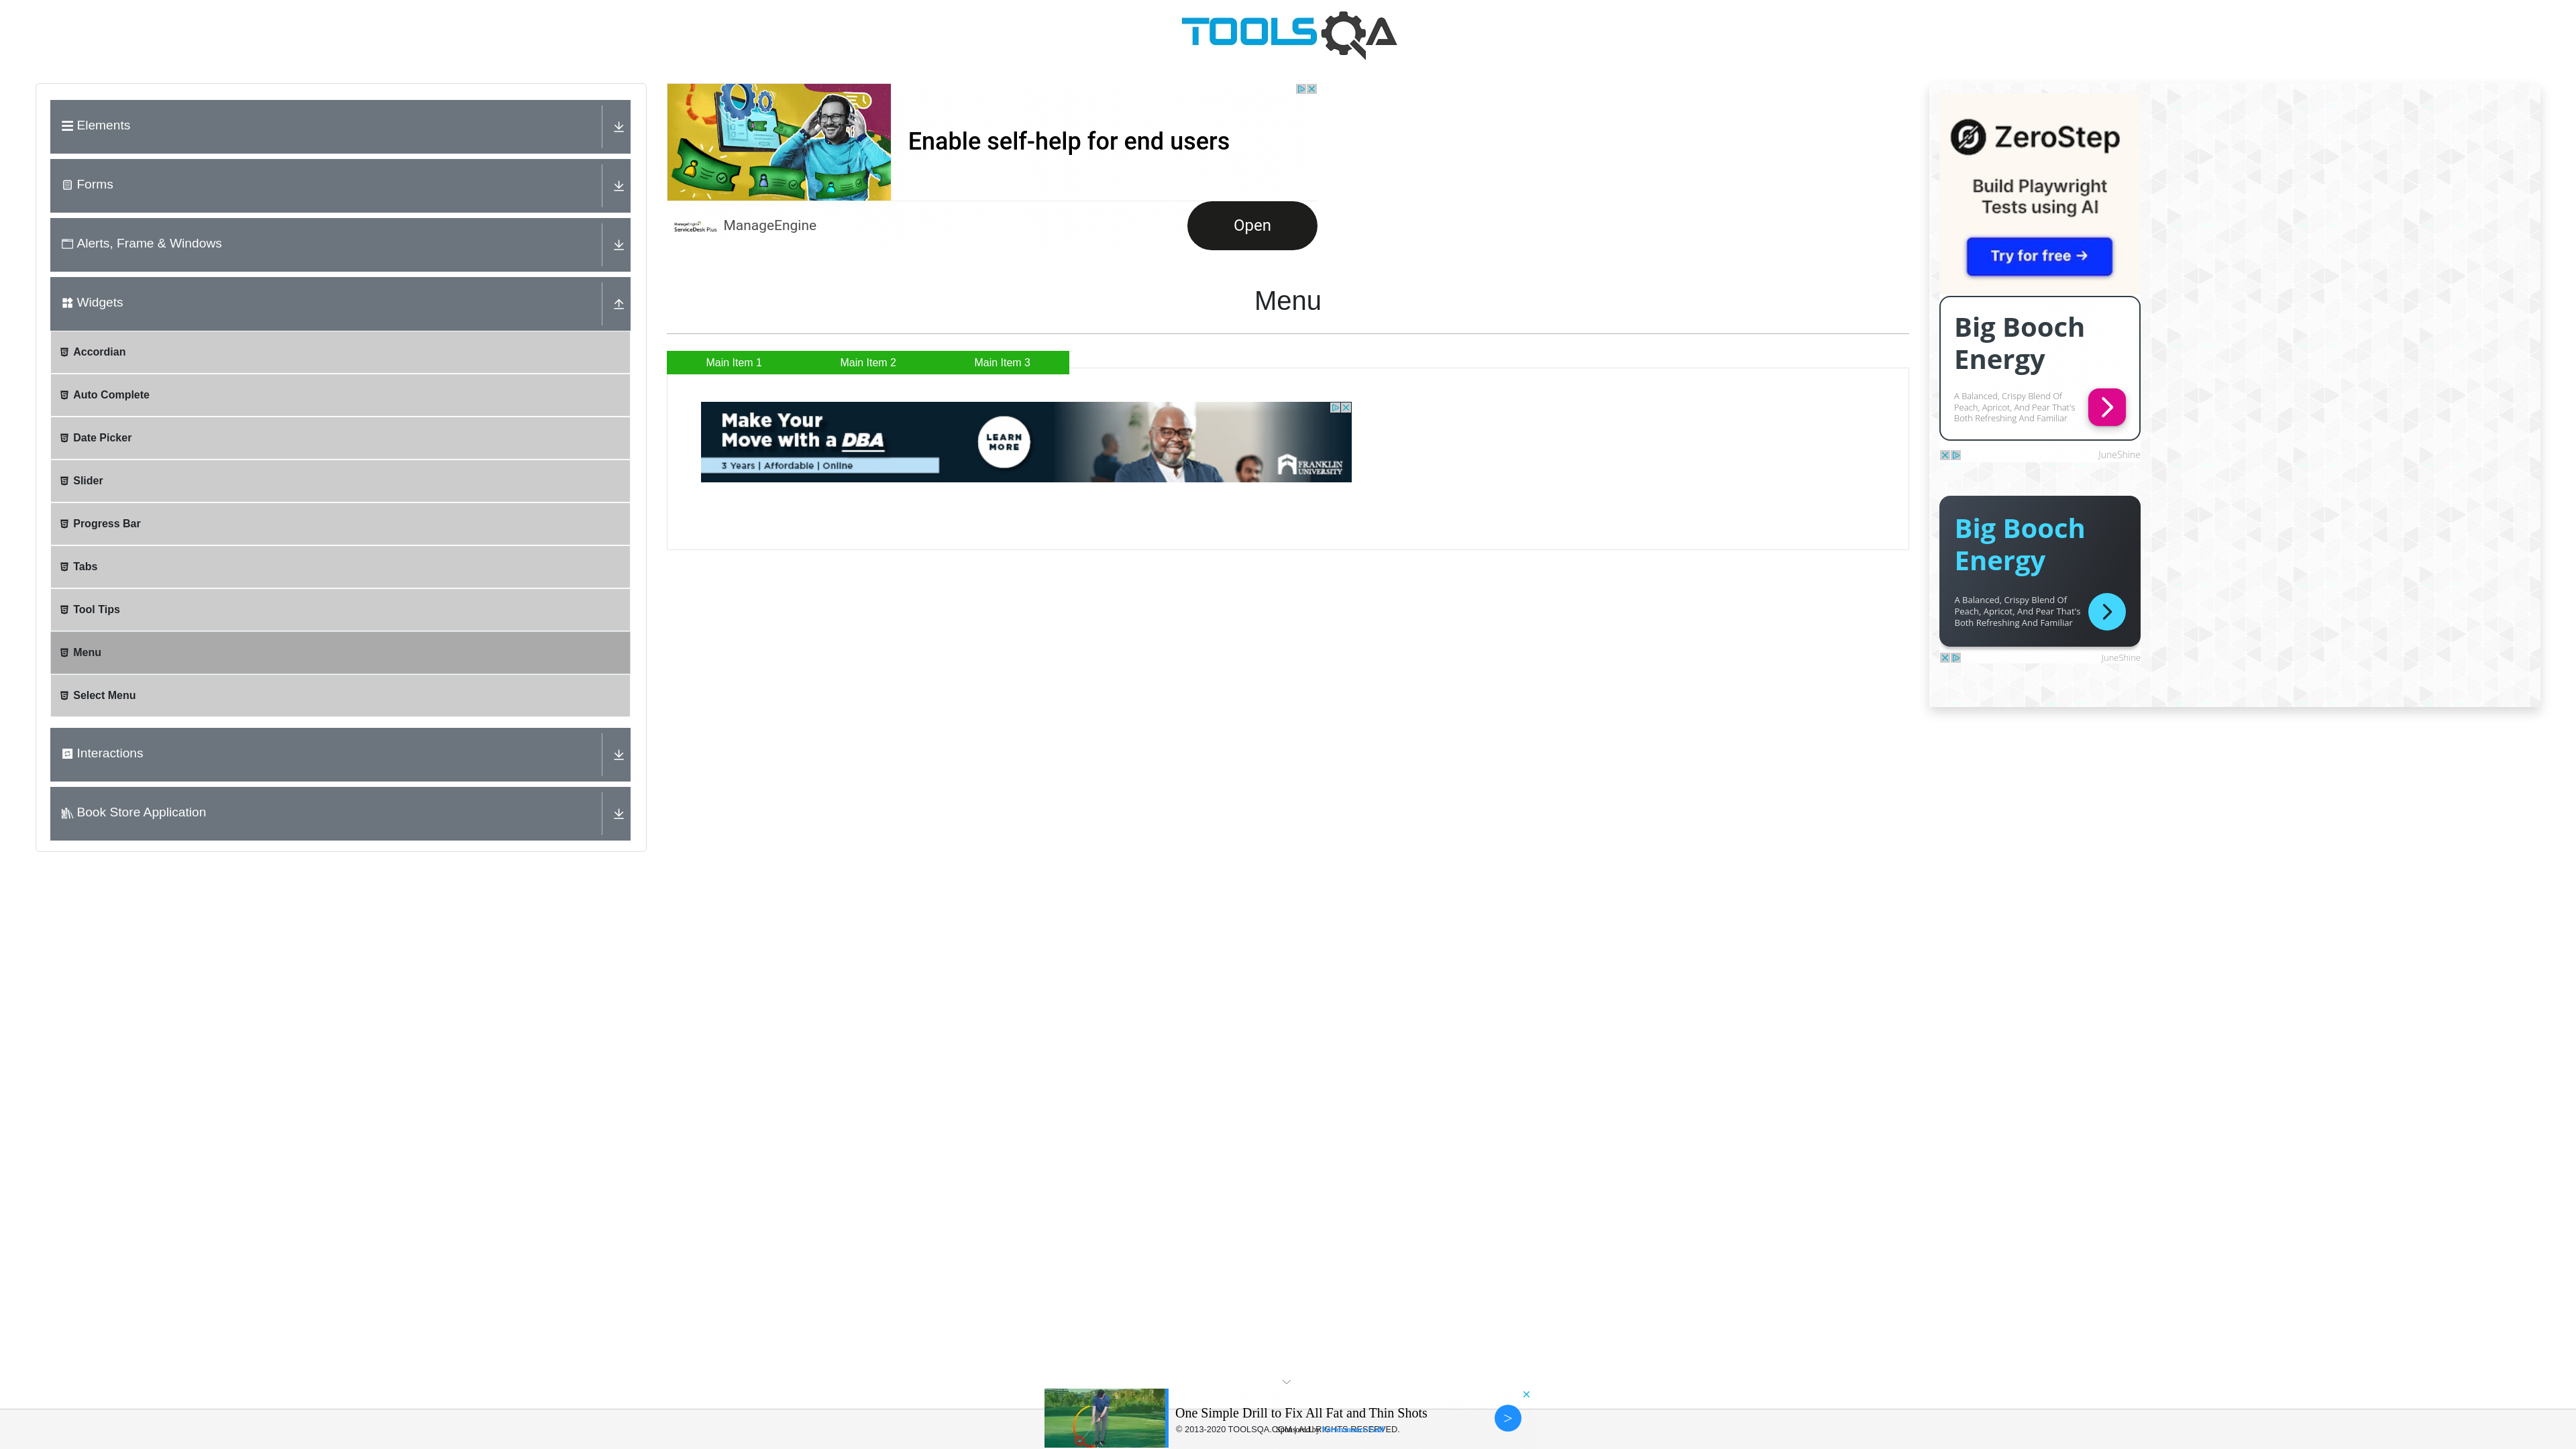 TOOLSQA
Elements
Forms
Alerts, Frame & Windows
Widgets
Accordian
Auto Complete
Date Picker
Slider
Progress Bar
Tabs
Tool Tips
Menu
Select Menu
Interactions
Book Store Application
Enable self-help for end users
ServiceDesk Plus
ManageEngine
Open
Menu
Main Item 1
Main Item 2
Main Item 3
Make Your
Move with a DBA
3 Years | Affordable | Online
LEARN
MORE
FRANKLIN
UNIVERSITY
ZeroStep
Build Playwright
Tests using AI
Try for free →
Big Booch
Energy
A Balanced, Crispy Blend Of
Peach, Apricot, And Pear That's
Both Refreshing And Familiar
JuneShine
Big Booch
Energy
A Balanced, Crispy Blend Of
Peach, Apricot, And Pear That's
Both Refreshing And Familiar
JuneShine
One Simple Drill to Fix All Fat and Thin Shots
© 2013-2020 TOOLSQA.COM | ALL RIGHTS RESERVED.